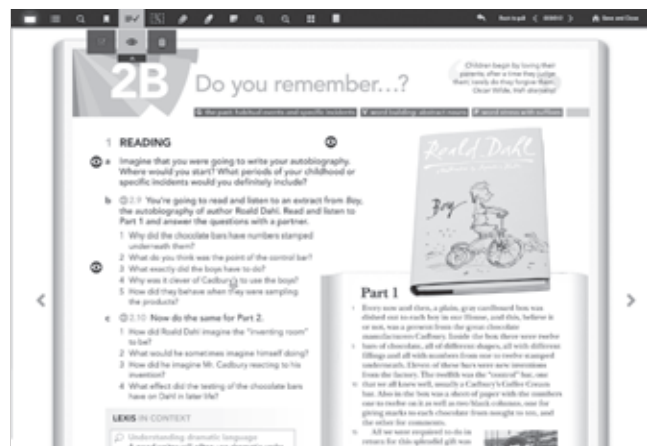 Back to pdf
Save and Close
2B Do you remember...?
Children begin by loving their
parents; after a time they judge
them; rarely do they forgive them.
Oscar Wilde, Irish dramatist
G the past: habitual events and specific incidents V word building: abstract nouns P word stress with suffixes
1 READING
a Imagine that you were going to write your autobiography.
Where would you start? What periods of your childhood or
specific incidents would you definitely include?
b 2.9 You're going to read and listen to an extract from Boy,
the autobiography of author Roald Dahl. Read and listen to
Part 1 and answer the questions with a partner.
1 Why did the chocolate bars have numbers stamped
underneath them?
2 What do you think was the point of the control bar?
3 What exactly did the boys have to do?
4 Why was it clever of Cadbury's to use the boys?
5 How did they behave when they were sampling
the products?
c 2.10 Now do the same for Part 2.
1 How did Roald Dahl imagine the "inventing room"
to be?
2 What would he sometimes imagine himself doing?
3 How did he imagine Mr. Cadbury reacting to his
invention?
4 What effect did the testing of the chocolate bars
have on Dahl in later life?
LEXIS IN CONTEXT
Understanding dramatic language
Roald Dahl
Boy
Part 1
1 Every now and then, a plain, gray cardboard box was
dished out to each boy in our House, and this, believe it
or not, was a present from the great chocolate
manufacturers Cadbury. Inside the box there were twelve
5 bars of chocolate, all of different shapes, all with different
fillings and all with numbers from one to twelve stamped
underneath. Eleven of these bars were new inventions
from the factory. The twelfth was the "control" bar, one
10 that we all knew well, usually a Cadbury's Coffee Cream
bar. Also in the box was a sheet of paper with the numbers
one to twelve on it as well as two blank columns, one for
giving marks to each chocolate from nought to ten, and
the other for comments.
15 All we were required to do in
return for this splendid gift was